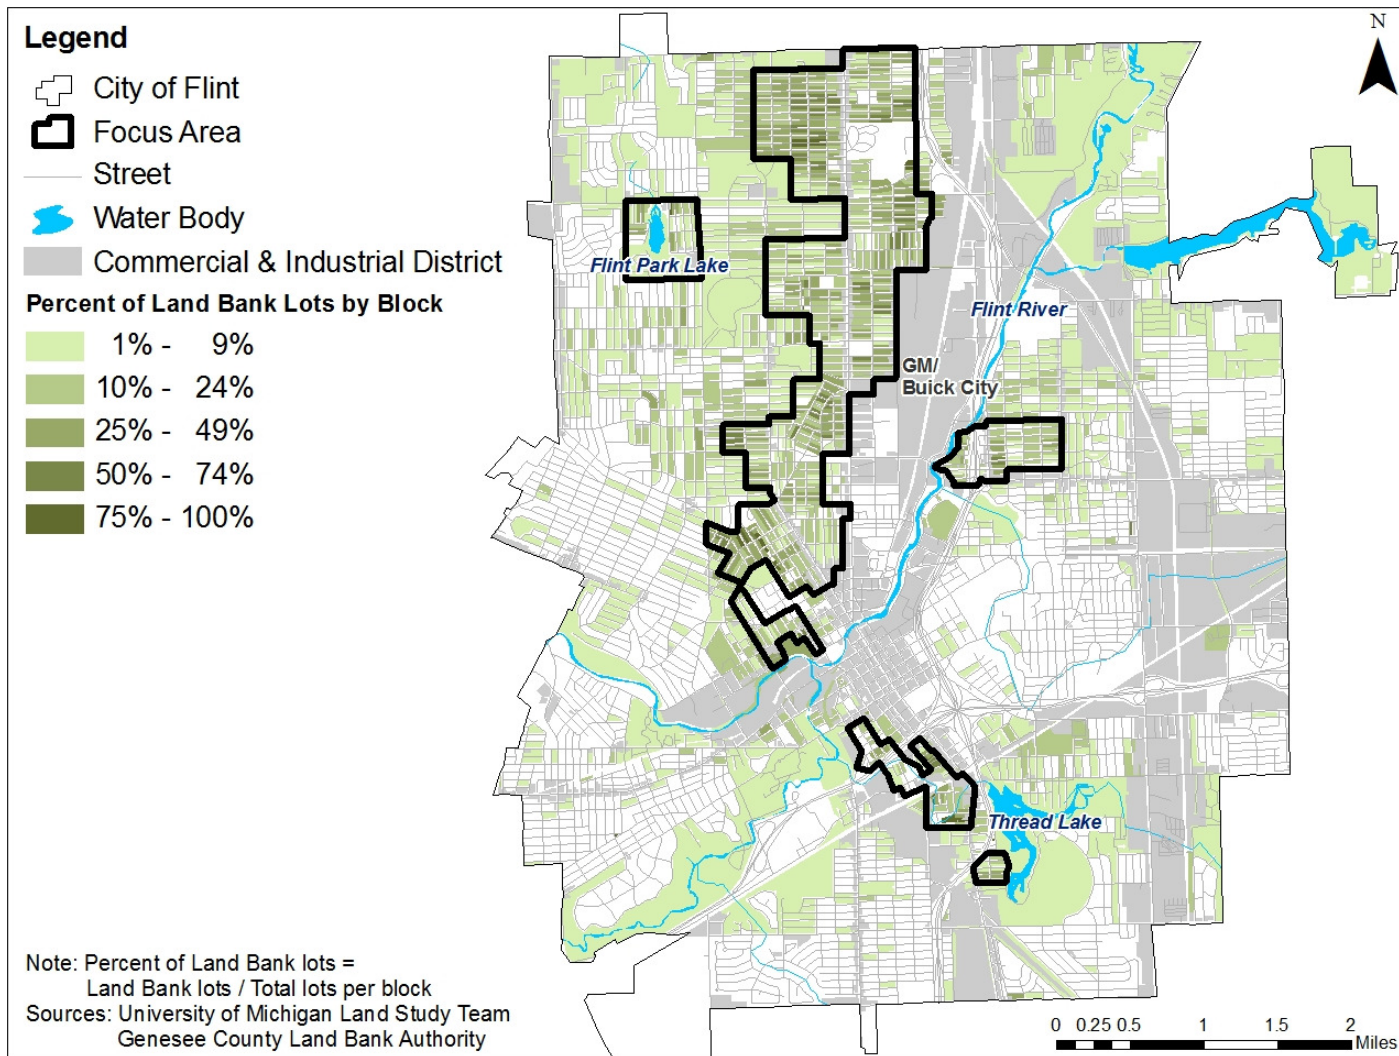 Legend
City of Flint
Focus Area
Street
Water Body
Commercial & Industrial District
Percent of Land Bank Lots by Block
1% - 9%
10% - 24%
25% - 49%
50% - 74%
75% - 100%
N
Flint Park Lake
Flint River
GM/
Buick City
Thread Lake
Note: Percent of Land Bank lots =
Land Bank lots / Total lots per block
Sources: University of Michigan Land Study Team
Genesee County Land Bank Authority
0 0.25 0.5 1 1.5 2
Miles